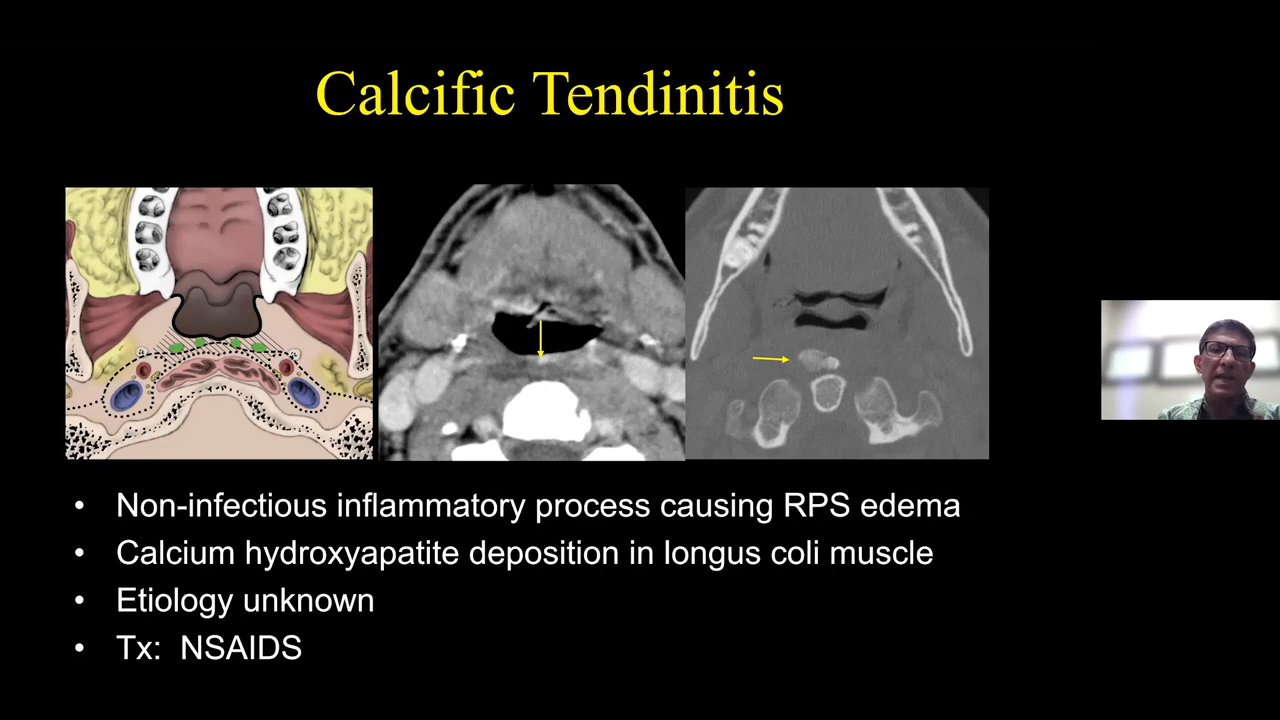 Calcific Tendinitis
• Non-infectious inflammatory process causing RPS edema
• Calcium hydroxyapatite deposition in longus coli muscle
• Etiology unknown
• Tx:  NSAIDS